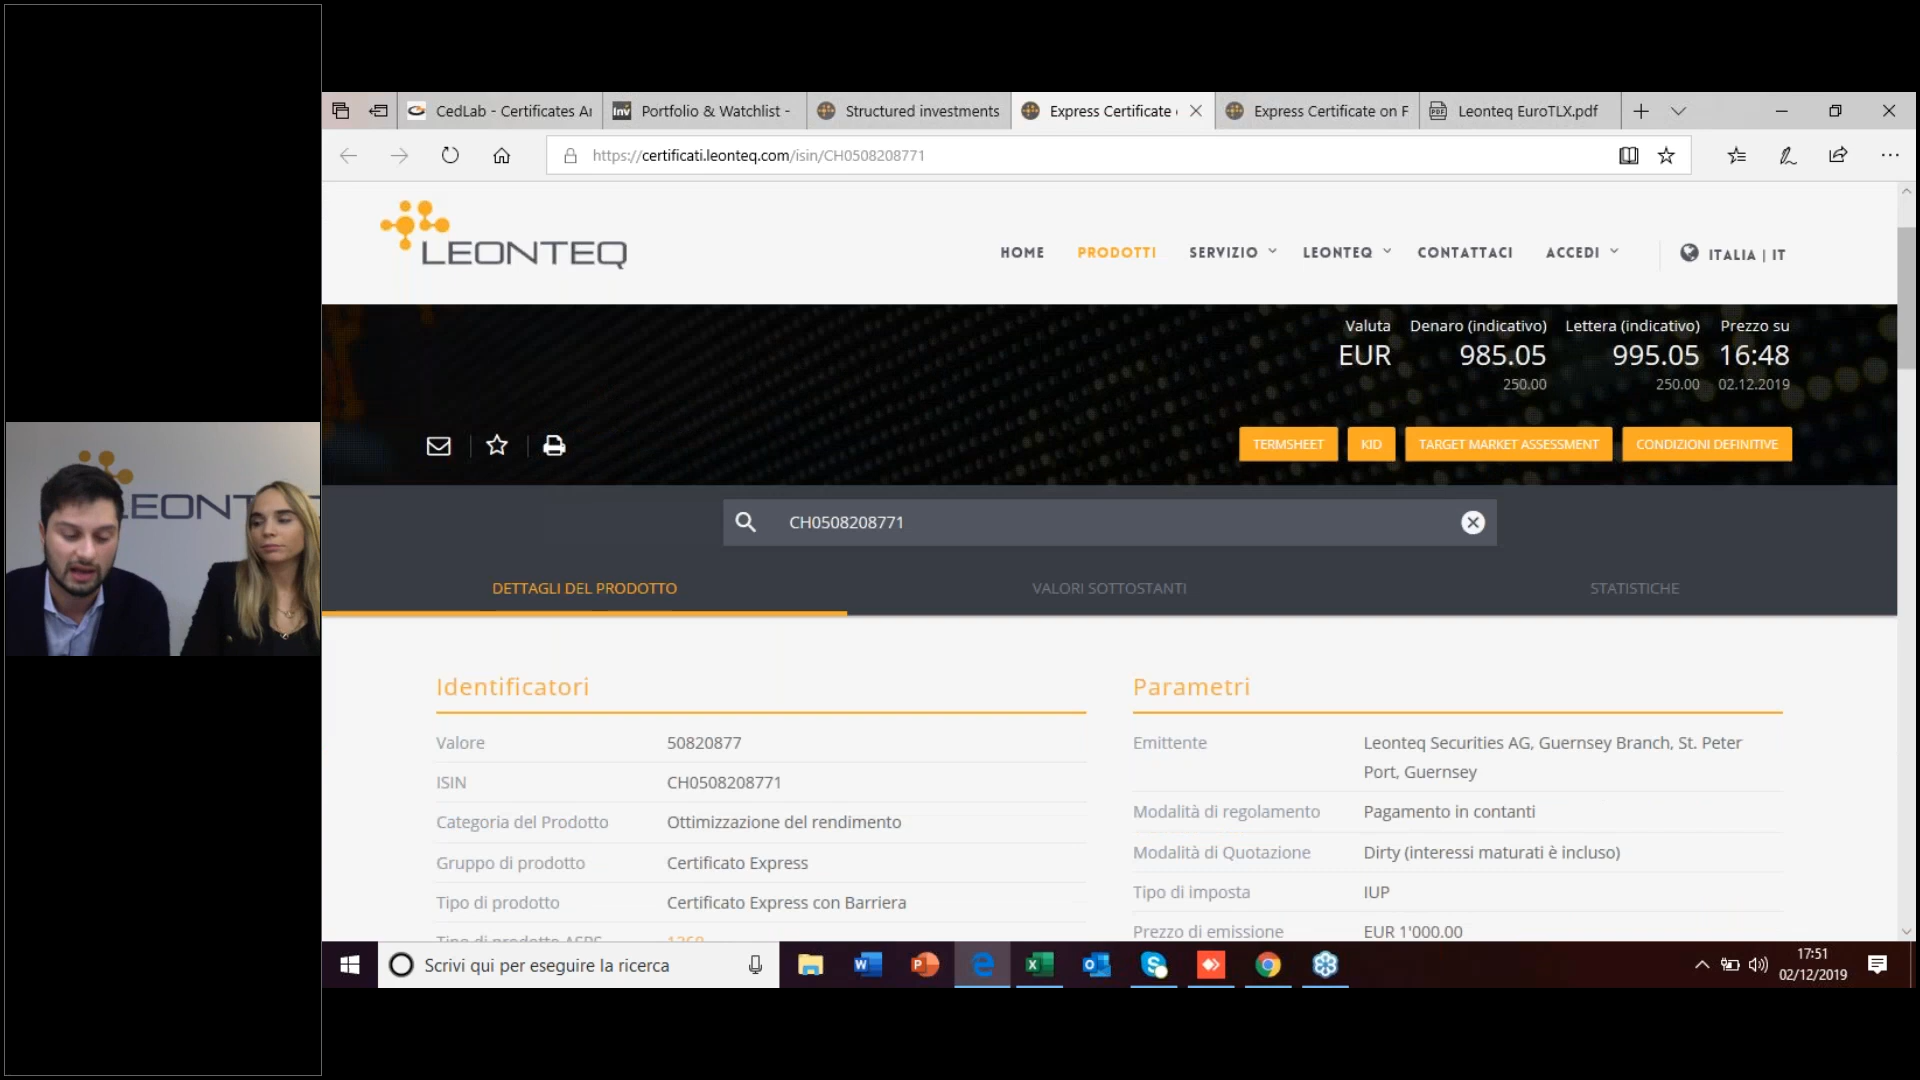 CedLab - Certificates Ar
Portfolio & Watchlist -
Structured investments
Express Certificate
Express Certificate on F
Leonteq EuroTLX.pdf
https://certificati.leonteq.com/isin/CH0508208771
LEONTEQ
HOME
PRODOTTI
SERVIZIO
LEONTEQ
CONTATTACI
ACCEDI
ITALIA | IT
Valuta Denaro (indicativo) Lettera (indicativo) Prezzo su
EUR 985.05 995.05 16:48
250.00 250.00 02.12.2019
TERMSHEET
KID
TARGET MARKET ASSESSMENT
CONDIZIONI DEFINITIVE
CH0508208771
DETTAGLI DEL PRODOTTO
VALORI SOTTOSTANTI
STATISTICHE
LEONT
Identificatori
Valore 50820877
ISIN CH0508208771
Categoria del Prodotto Ottimizzazione del rendimento
Gruppo di prodotto Certificato Express
Tipo di prodotto Certificato Express con Barriera
Tipo di prodotto ASPS 1260
Parametri
Emittente Leonteq Securities AG, Guernsey Branch, St. Peter
Port, Guernsey
Modalità di regolamento Pagamento in contanti
Modalità di Quotazione Dirty (interessi maturati è incluso)
Tipo di imposta IUP
Prezzo di emissione EUR 1'000.00
Scrivi qui per eseguire la ricerca
17:51
02/12/2019